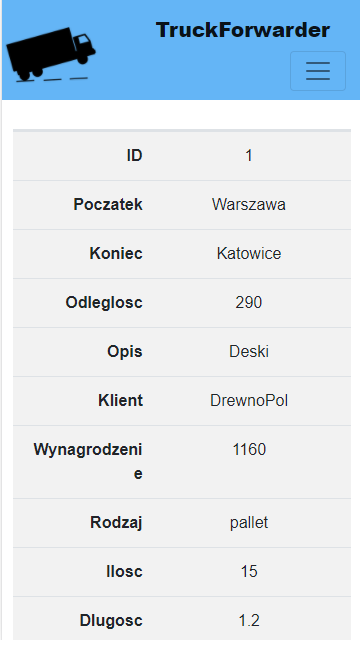 TruckForwarder
ID 1
Poczatek Warszawa
Koniec Katowice
Odleglosc 290
Opis Deski
Klient DrewnoPol
Wynagrodzeni 1160
e
Rodzaj pallet
Ilosc 15
Dlugosc 1.2